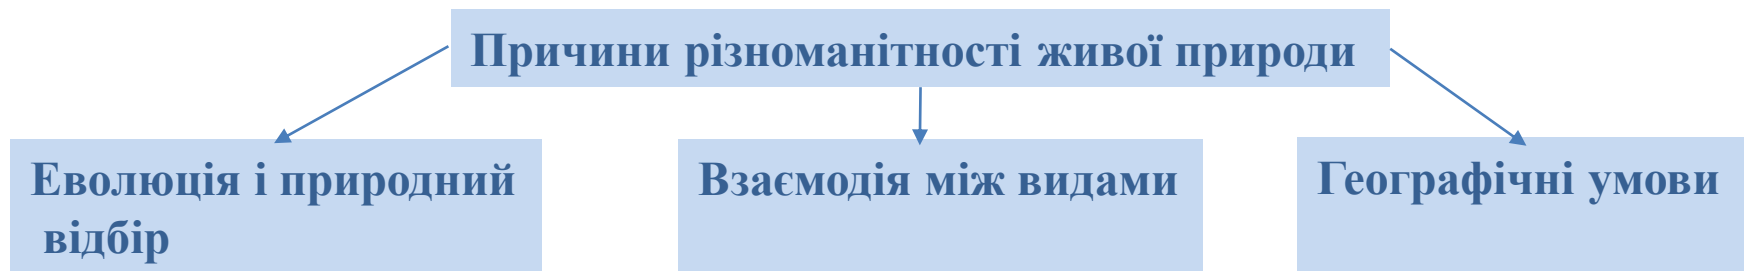 Причини різноманітності живої природи
Еволюція і природний
відбір
Взаємодія між видами
Географічні умови